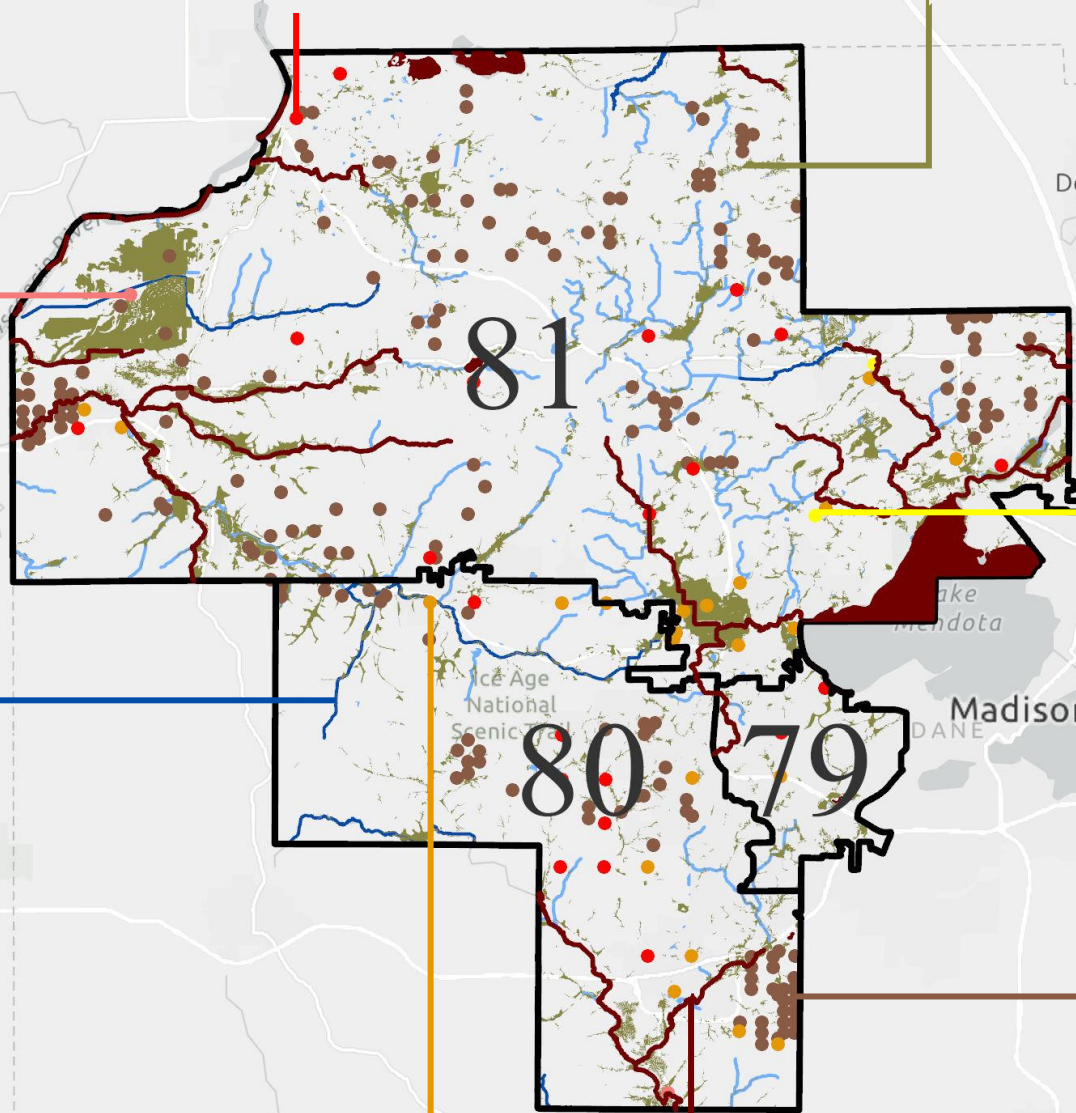 81
Lake
Mendota
Ice Age
National
Scenic Trail
Madison
DANE
80
79